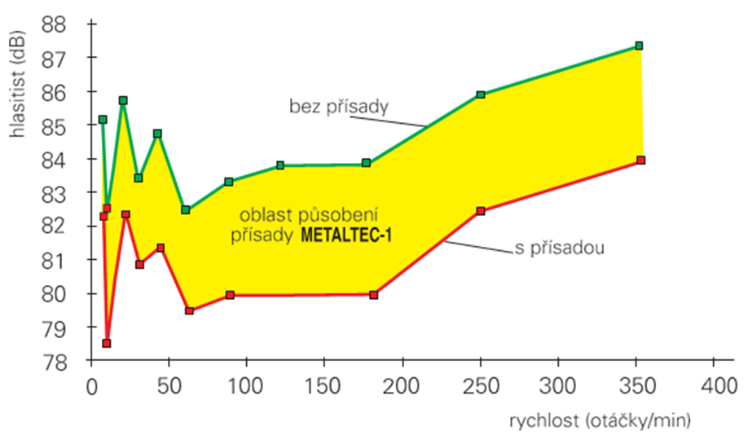 hlasitist (dB)
88
87
86
85
84
83
82
81
80
79
78
bez přísady
oblast působení
přísady METALTEC-1
s přísadou
0 50 100 150 200 250 300 350 400
rychlost (otáčky/min)